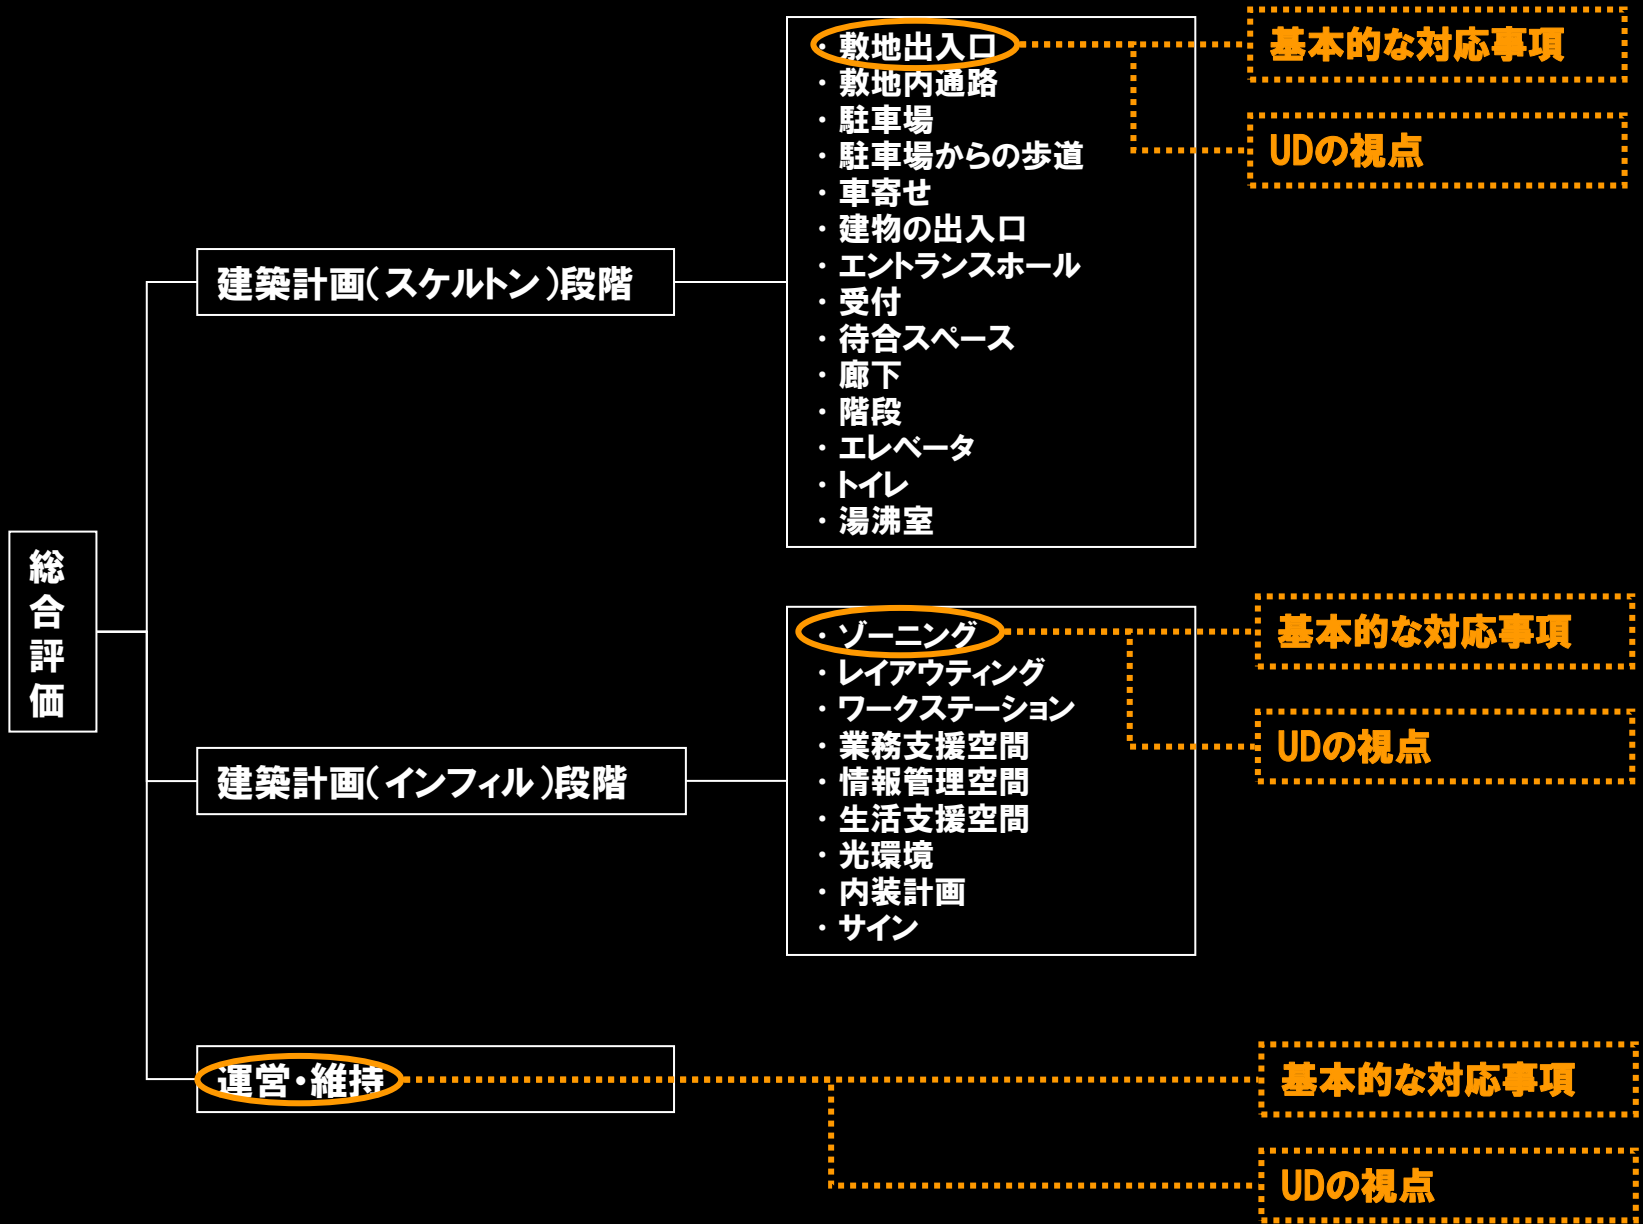 総合評価
建築計画(スケルトン)段階
・敷地出入口
・敷地内通路
・駐車場
・駐車場からの歩道
・車寄せ
・建物の出入口
・エントランスホール
・受付
・待合スペース
・廊下
・階段
・エレベータ
・トイレ
・湯沸室
基本的な対応事項
UDの視点
建築計画(インフィル)段階
・ゾーニング
・レイアウティング
・ワークステーション
・業務支援空間
・情報管理空間
・生活支援空間
・光環境
・内装計画
・サイン
基本的な対応事項
UDの視点
運営・維持
基本的な対応事項
UDの視点